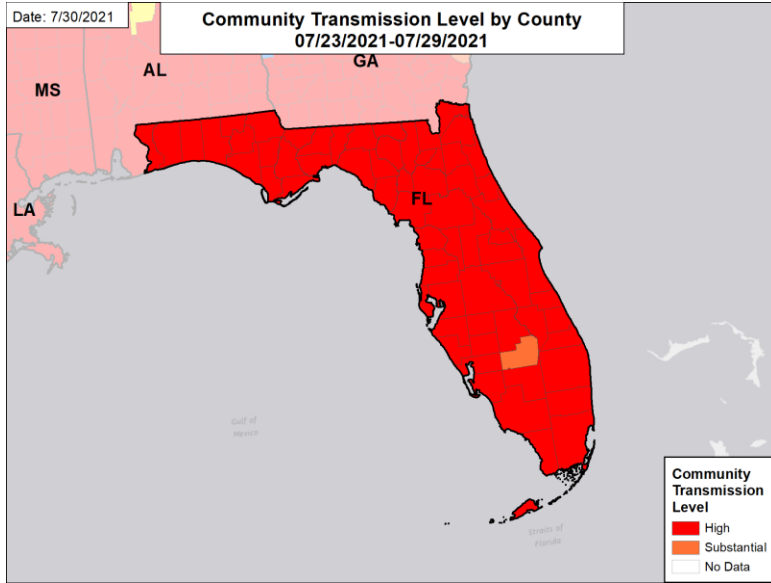 Date: 7/30/2021
Community Transmission Level by County
07/23/2021-07/29/2021
GA
AL
MS
FL
LA
Gulf of
Mexico
Straits of
Florida
Community
Transmission
Level
High
Substantial
No Data